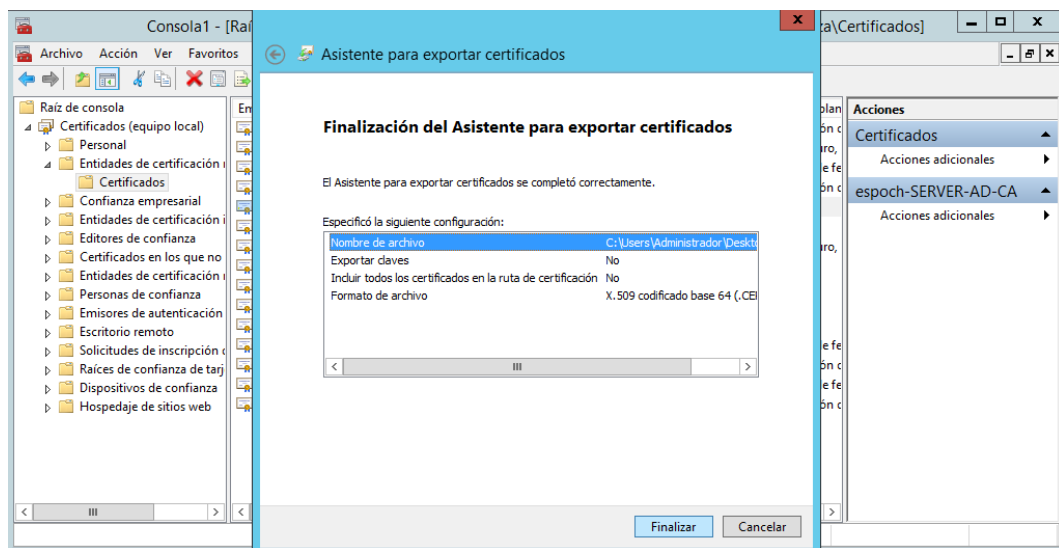 Consola1 - [Raí
Asistente para exportar certificados
za\Certificados]
Archivo Acción Ver Favoritos
Raíz de consola
Certificados (equipo local)
Personal
Entidades de certificación
Certificados
Confianza empresarial
Entidades de certificación i
Editores de confianza
Certificados en los que no
Entidades de certificación
Personas de confianza
Emisores de autenticación
Escritorio remoto
Solicitudes de inscripción
Raíces de confianza de tarj
Dispositivos de confianza
Hospedaje de sitios web
Finalización del Asistente para exportar certificados
El Asistente para exportar certificados se completó correctamente.
Especificó la siguiente configuración:
Nombre de archivo C:\Users\Administrador\Deskto
Exportar claves No
Incluir todos los certificados en la ruta de certificación No
Formato de archivo X.509 codificado base 64 (.CE
Finalizar Cancelar
Acciones
Certificados
Acciones adicionales
espoch-SERVER-AD-CA
Acciones adicionales